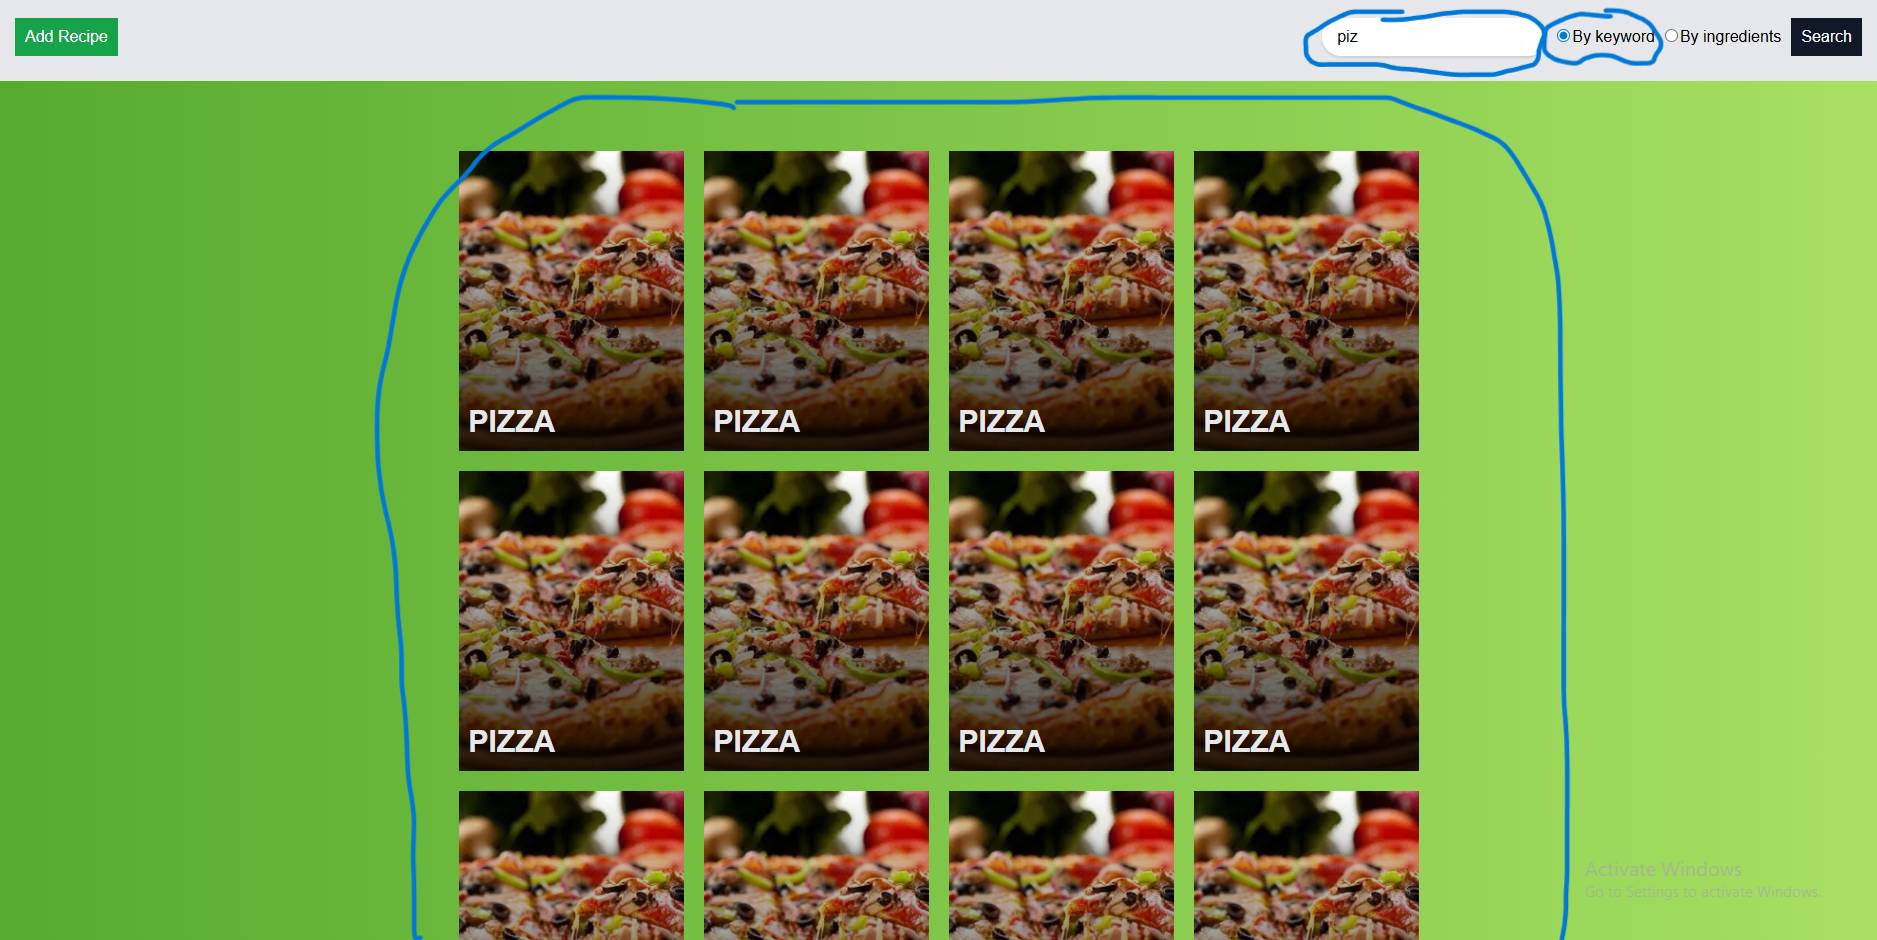 Add Recipe
piz
By keyword
By ingredients
Search
PIZZA
PIZZA
PIZZA
PIZZA
PIZZA
PIZZA
PIZZA
PIZZA
Activate Windows
Go to Settings to activate Windows.